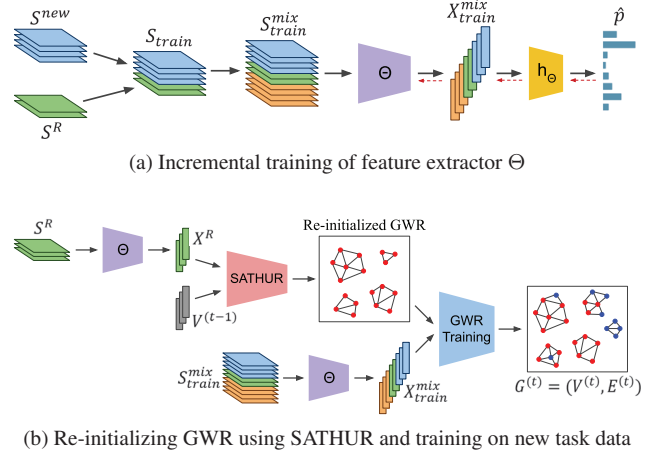 S^new
S_train
S^mix_train
X^mix_train
p̂
Θ
h_Θ
S^R
(a) Incremental training of feature extractor Θ
S^R
Θ
X^R
V^(t−1)
SATHUR
Re-initialized GWR
GWR
Training
S^mix_train
Θ
X^mix_train
G^(t) = (V^(t), E^(t))
(b) Re-initializing GWR using SATHUR and training on new task data